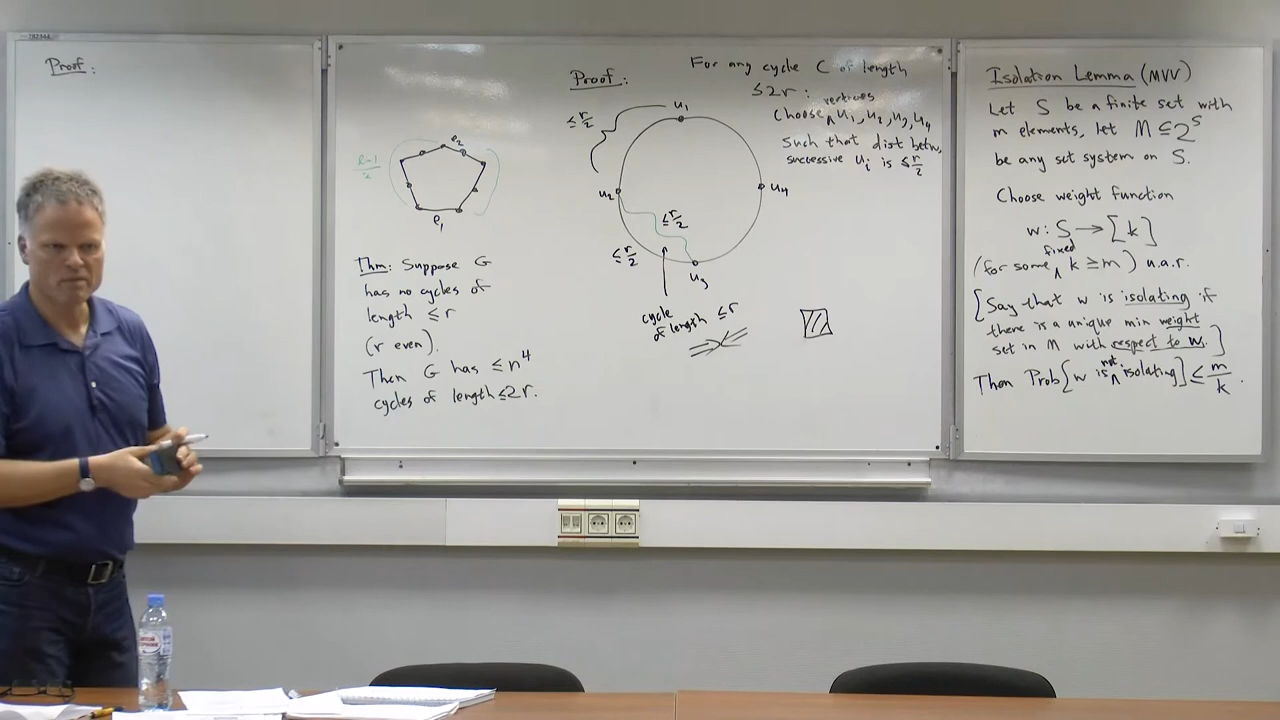 Proof:
e2
l-1
2
e1
Thm: Suppose G
has no cycles of
length ≤ r
(r even).
Then G has ≤ n^4
cycles of length ≤ 2r.
Proof:
For any cycle C of length
≤ 2r:
vertices
Choose ∧ u1, u2, u3, u4
such that dist betw.
successive ui is ≤ r/2
u1
≤ r/2
u2
u4
≤ r/2
≤ r/2
u3
cycle
of length ≤ r
Isolation Lemma (MVV)
Let S be a finite set with
m elements, let M ⊆ 2^S
be any set system on S.
Choose weight function
w: S → [k]
fixed
(for some ∧ k ≥ m) u.a.r.
[Say that w is isolating if
there is a unique min weight
set in M with respect to w.]
not
Then Prob[w is ∧ isolating] ≤ m/k.